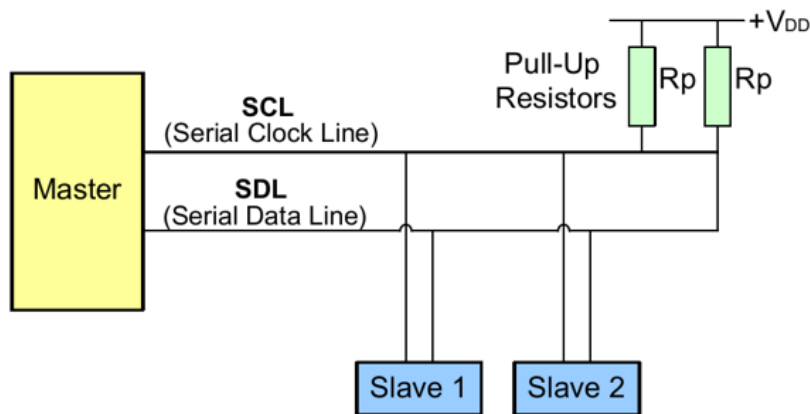 +VDD
Pull-Up
Resistors
Rp
Rp
SCL
(Serial Clock Line)
Master
SDL
(Serial Data Line)
Slave 1
Slave 2